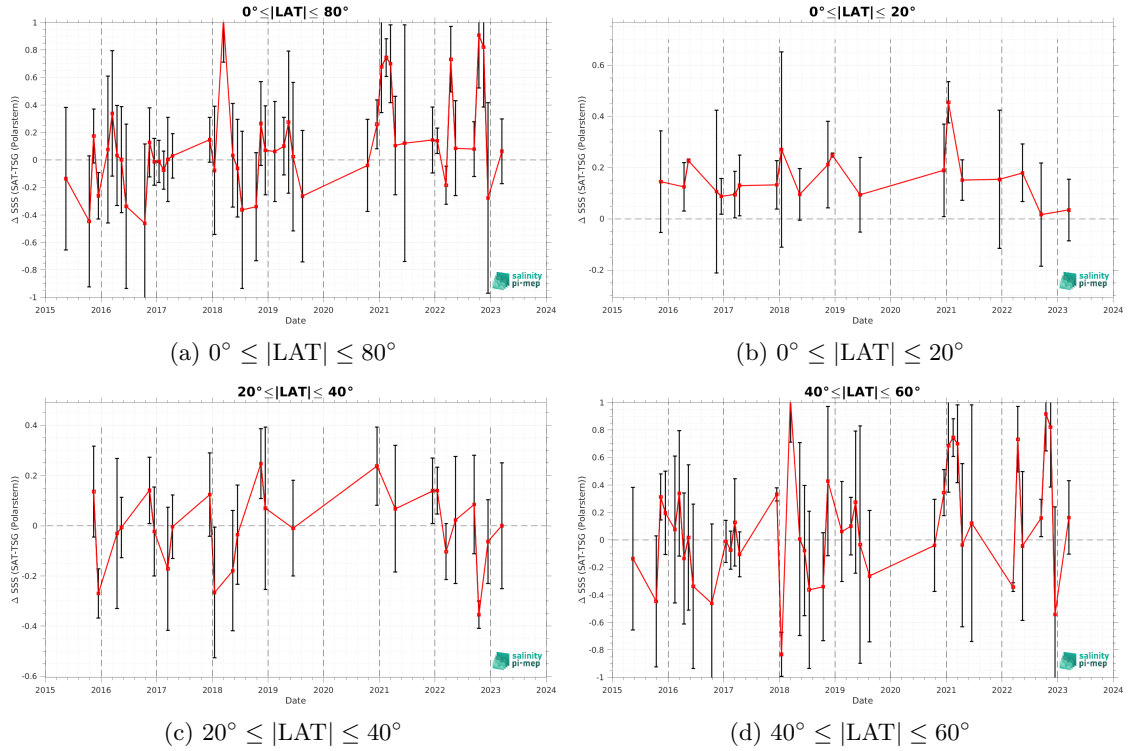 0°≤|LAT|≤ 80°
Δ SSS (SAT-TSG (Polarstern))
1
0.8
0.6
0.4
0.2
0
-0.2
-0.4
-0.6
-0.8
-1
2015 2016 2017 2018 2019 2020 2021 2022 2023 2024
Date
salinity
pi-mep
(a) 0° ≤ |LAT| ≤ 80°
0°≤|LAT|≤ 20°
Δ SSS (SAT-TSG (Polarstern))
0.6
0.4
0.2
0
0.2
2015 2016 2017 2018 2019 2020 2021 2022 2023 2024
Date
salinity
pi-mep
(b) 0° ≤ |LAT| ≤ 20°
20°≤|LAT|≤ 40°
Δ SSS (SAT-TSG (Polarstern))
0.4
0.2
0
-0.2
-0.4
-0.6
2015 2016 2017 2018 2019 2020 2021 2022 2023 2024
Date
salinity
pi-mep
(c) 20° ≤ |LAT| ≤ 40°
40°≤|LAT|≤ 60°
Δ SSS (SAT-TSG (Polarstern))
1
0.8
0.6
0.4
0.2
0
-0.2
-0.4
-0.6
-0.8
-1
2015 2016 2017 2018 2019 2020 2021 2022 2023 2024
Date
salinity
pi-mep
(d) 40° ≤ |LAT| ≤ 60°